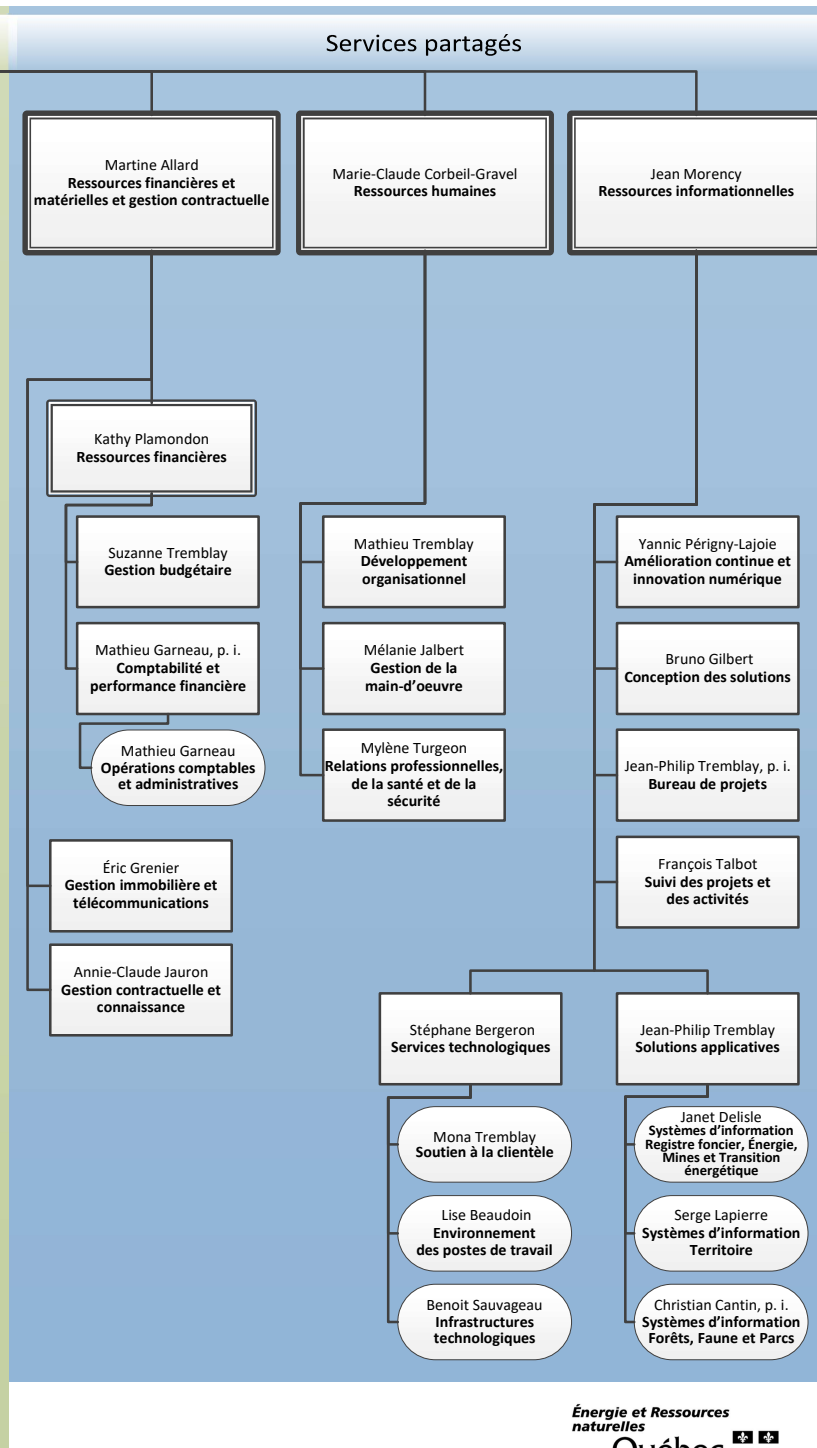 Services partagés
Martine Allard
Ressources financières et
matérielles et gestion contractuelle
Marie-Claude Corbeil-Gravel
Ressources humaines
Jean Morency
Ressources informationnelles
Kathy Plamondon
Ressources financières
Suzanne Tremblay
Gestion budgétaire
Mathieu Garneau, p. i.
Comptabilité et
performance financière
Mathieu Garneau
Opérations comptables
et administratives
Éric Grenier
Gestion immobilière et
télécommunications
Annie-Claude Jauron
Gestion contractuelle et
connaissance
Mathieu Tremblay
Développement
organisationnel
Mélanie Jalbert
Gestion de la
main-d'oeuvre
Mylène Turgeon
Relations professionnelles,
de la santé et de la
sécurité
Yannic Périgny-Lajoie
Amélioration continue et
innovation numérique
Bruno Gilbert
Conception des solutions
Jean-Philip Tremblay, p. i.
Bureau de projets
François Talbot
Suivi des projets et
des activités
Stéphane Bergeron
Services technologiques
Mona Tremblay
Soutien à la clientèle
Lise Beaudoin
Environnement
des postes de travail
Benoit Sauvageau
Infrastructures
technologiques
Jean-Philip Tremblay
Solutions applicatives
Janet Delisle
Systèmes d'information
Registre foncier, Énergie,
Mines et Transition
énergétique
Serge Lapierre
Systèmes d'information
Territoire
Christian Cantin, p. i.
Systèmes d'information
Forêts, Faune et Parcs
Énergie et Ressources
naturelles
Québec